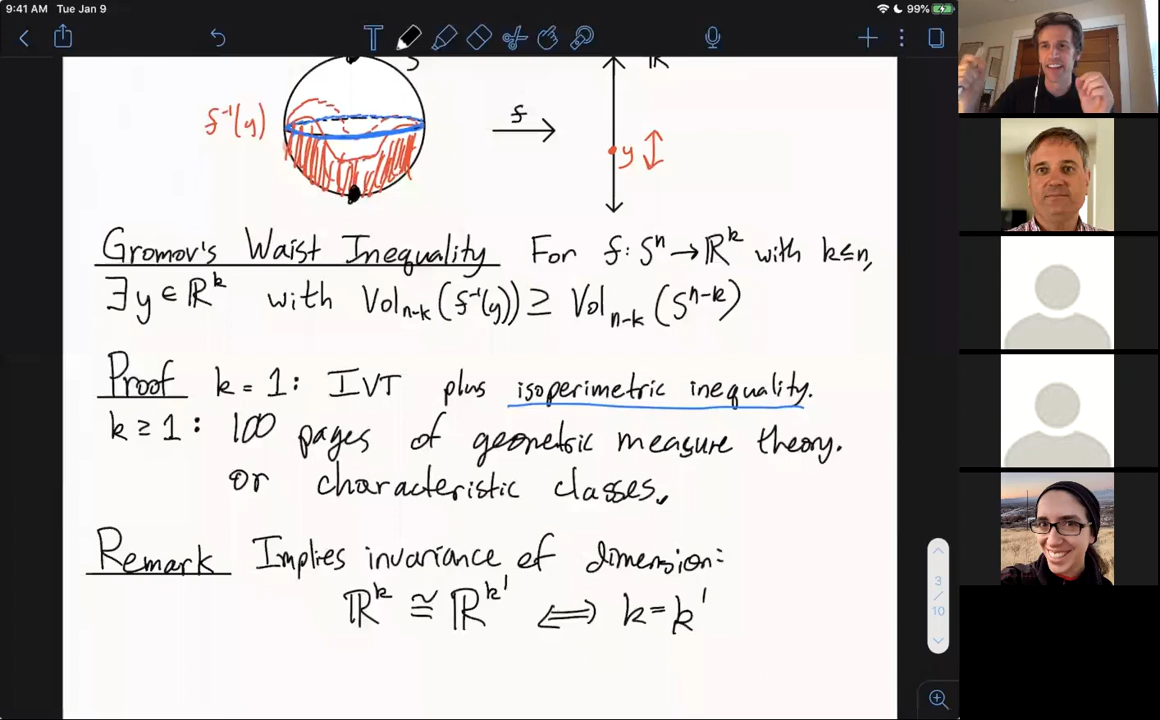 9:41 AM Tue Jan 9
99%
S
R
f⁻¹(y)
f
y
Gromov's Waist Inequality For f: Sⁿ → ℝᵏ with k≤n,
∃ y ∈ ℝᵏ with Volₙ₋ₖ(f⁻¹(y)) ≥ Volₙ₋ₖ(Sⁿ⁻ᵏ)
Proof k = 1: IVT plus isoperimetric inequality.
k ≥ 1: 100 pages of geometric measure theory.
or characteristic classes.
Remark Implies invariance of dimension:
ℝᵏ ≅ ℝᵏ' ⟺ k = k'
3
/
10